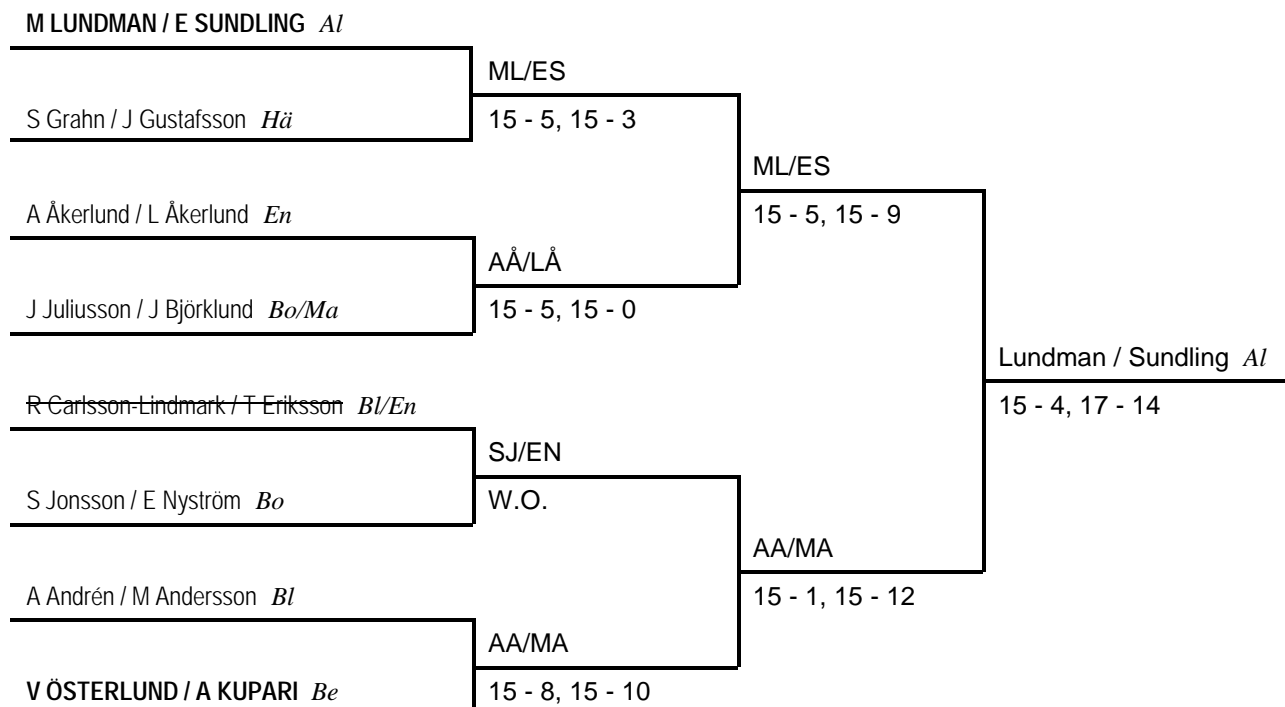 M LUNDMAN / E SUNDLING Al
ML/ES
S Grahn / J Gustafsson Hä
15 - 5, 15 - 3
ML/ES
A Åkerlund / L Åkerlund En
15 - 5, 15 - 9
AÅ/LÅ
J Juliusson / J Björklund Bo/Ma
15 - 5, 15 - 0
Lundman / Sundling Al
R Carlsson-Lindmark / T Eriksson Bl/En
15 - 4, 17 - 14
SJ/EN
S Jonsson / E Nyström Bo
W.O.
AA/MA
A Andrén / M Andersson Bl
15 - 1, 15 - 12
AA/MA
V ÖSTERLUND / A KUPARI Be
15 - 8, 15 - 10